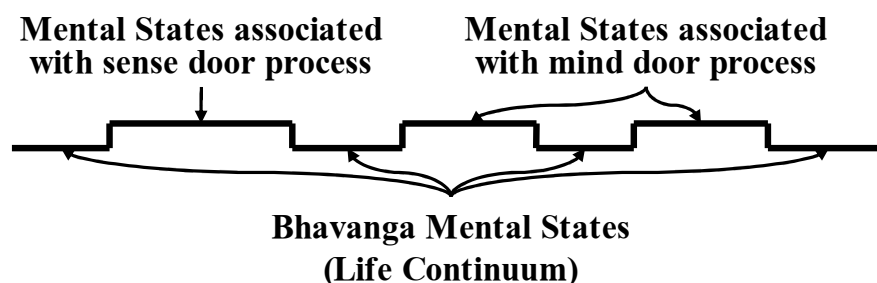 Mental States associated
with sense door process
Mental States associated
with mind door process
Bhavanga Mental States
(Life Continuum)